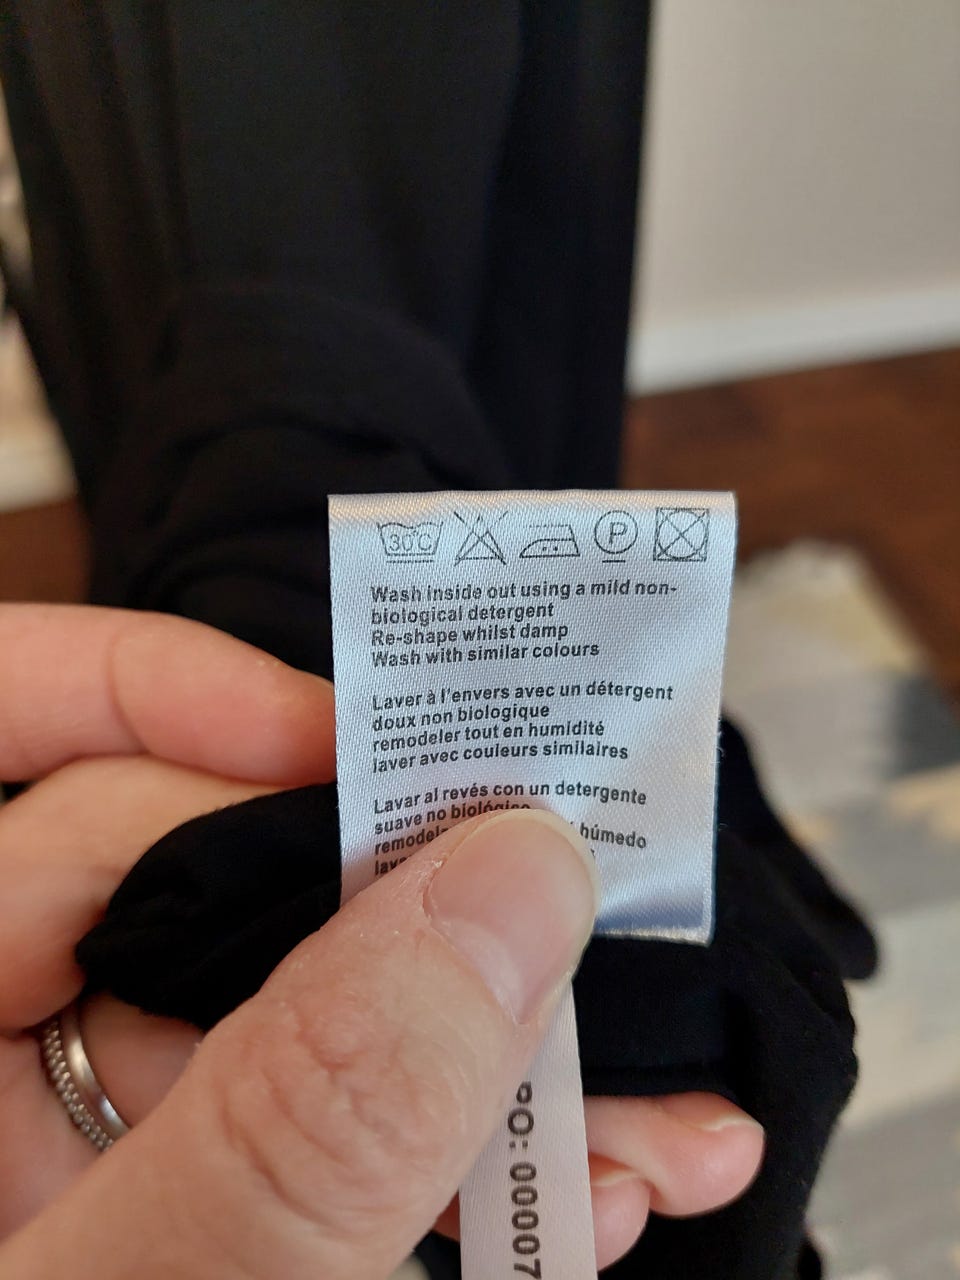 30°C P
Wash inside out using a mild non-
biological detergent
Re-shape whilst damp
Wash with similar colours
Laver à l'envers avec un détergent
doux non biologique
remodeler tout en humidité
laver avec couleurs similaires
Lavar al revés con un detergente
suave no biológico
húmedo
PO: 00007